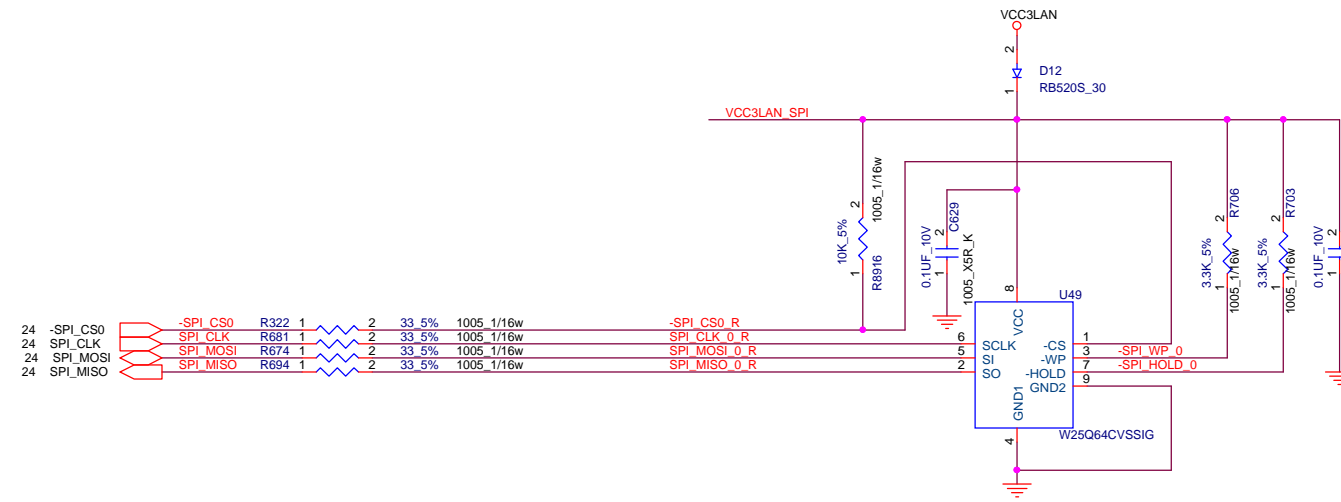 VCC3LAN
2
D12
RB520S_30
1
VCC3LAN_SPI
2
1005_1/16w
10K_5%
1
R8916
2
C629
0.1UF_10V
1
1005_X5R_K
2
R706
3.3K_5%
1
1005_1/16w
2
R703
3.3K_5%
1
1005_1/16w
2
0.1UF_10V
1
8
U49
VCC
24 -SPI_CS0 -SPI_CS0 R322 1 2 33_5% 1005_1/16w -SPI_CS0_R
24 SPI_CLK SPI_CLK R681 1 2 33_5% 1005_1/16w SPI_CLK_0_R 6 SCLK -CS 1
24 SPI_MOSI SPI_MOSI R674 1 2 33_5% 1005_1/16w SPI_MOSI_0_R 5 SI -WP 3 -SPI_WP_0
24 SPI_MISO SPI_MISO R694 1 2 33_5% 1005_1/16w SPI_MISO_0_R 2 SO -HOLD 7 -SPI_HOLD_0
GND2 9
GND1
4
W25Q64CVSSIG